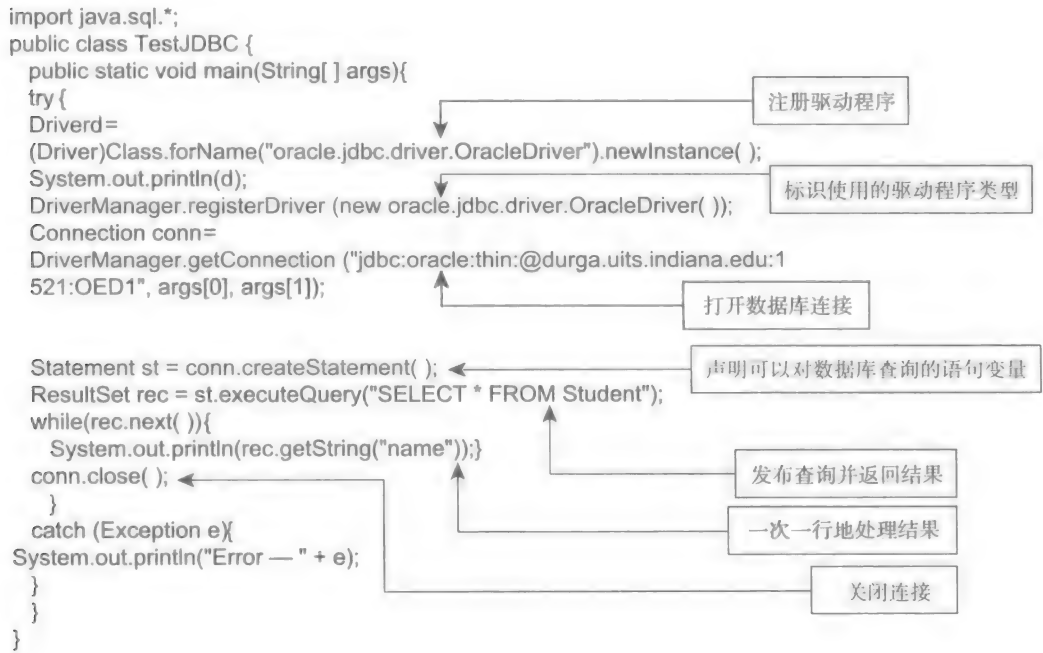 import java.sql.*;
public class TestJDBC {
public static void main(String[ ] args){
try {
注册驱动程序
Driverd=
(Driver)Class.forName("oracle.jdbc.driver.OracleDriver").newInstance( );
System.out.println(d);
标识使用的驱动程序类型
DriverManager.registerDriver (new oracle.jdbc.driver.OracleDriver( ));
Connection conn=
DriverManager.getConnection ("jdbc:oracle:thin:@durga.uits.indiana.edu:1
521:OED1", args[0], args[1]);
打开数据库连接
Statement st = conn.createStatement( );
声明可以对数据库查询的语句变量
ResultSet rec = st.executeQuery("SELECT * FROM Student");
while(rec.next( )){
System.out.println(rec.getString("name"));}
发布查询并返回结果
conn.close( );
}
一次一行地处理结果
catch (Exception e){
System.out.println("Error — " + e);
关闭连接
}
}
}